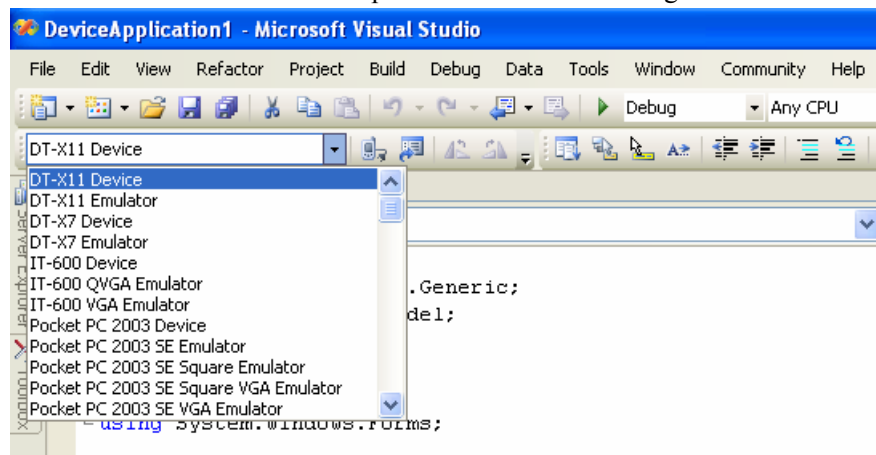 DeviceApplication1 - Microsoft Visual Studio
File Edit View Refactor Project Build Debug Data Tools Window Community Help
Debug Any CPU
DT-X11 Device
DT-X11 Device
DT-X11 Emulator
DT-X7 Device
DT-X7 Emulator
IT-600 Device
IT-600 QVGA Emulator
.Generic;
IT-600 VGA Emulator
del;
Pocket PC 2003 Device
Pocket PC 2003 SE Emulator
Pocket PC 2003 SE Square Emulator
Pocket PC 2003 SE Square VGA Emulator
Pocket PC 2003 SE VGA Emulator
using System.Windows.Forms;